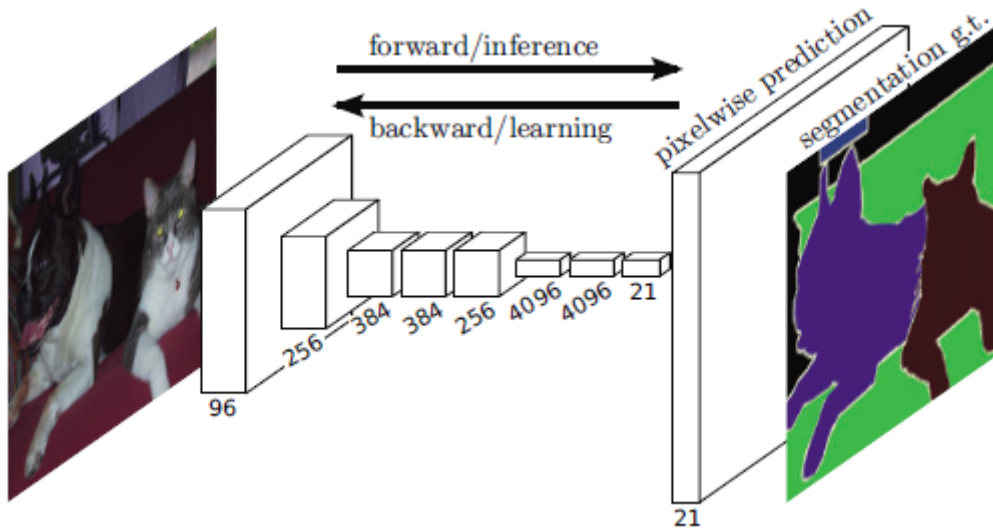 forward/inference
backward/learning
pixelwise prediction
segmentation g.t.
96
256
384
384
256
4096
4096
21
21